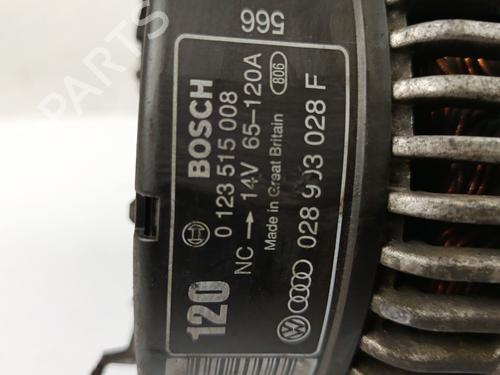 566
BOSCH
0 123 515 008
NC → 14V 65-120A
806
Made in Great Britain
028 903 028 F
120